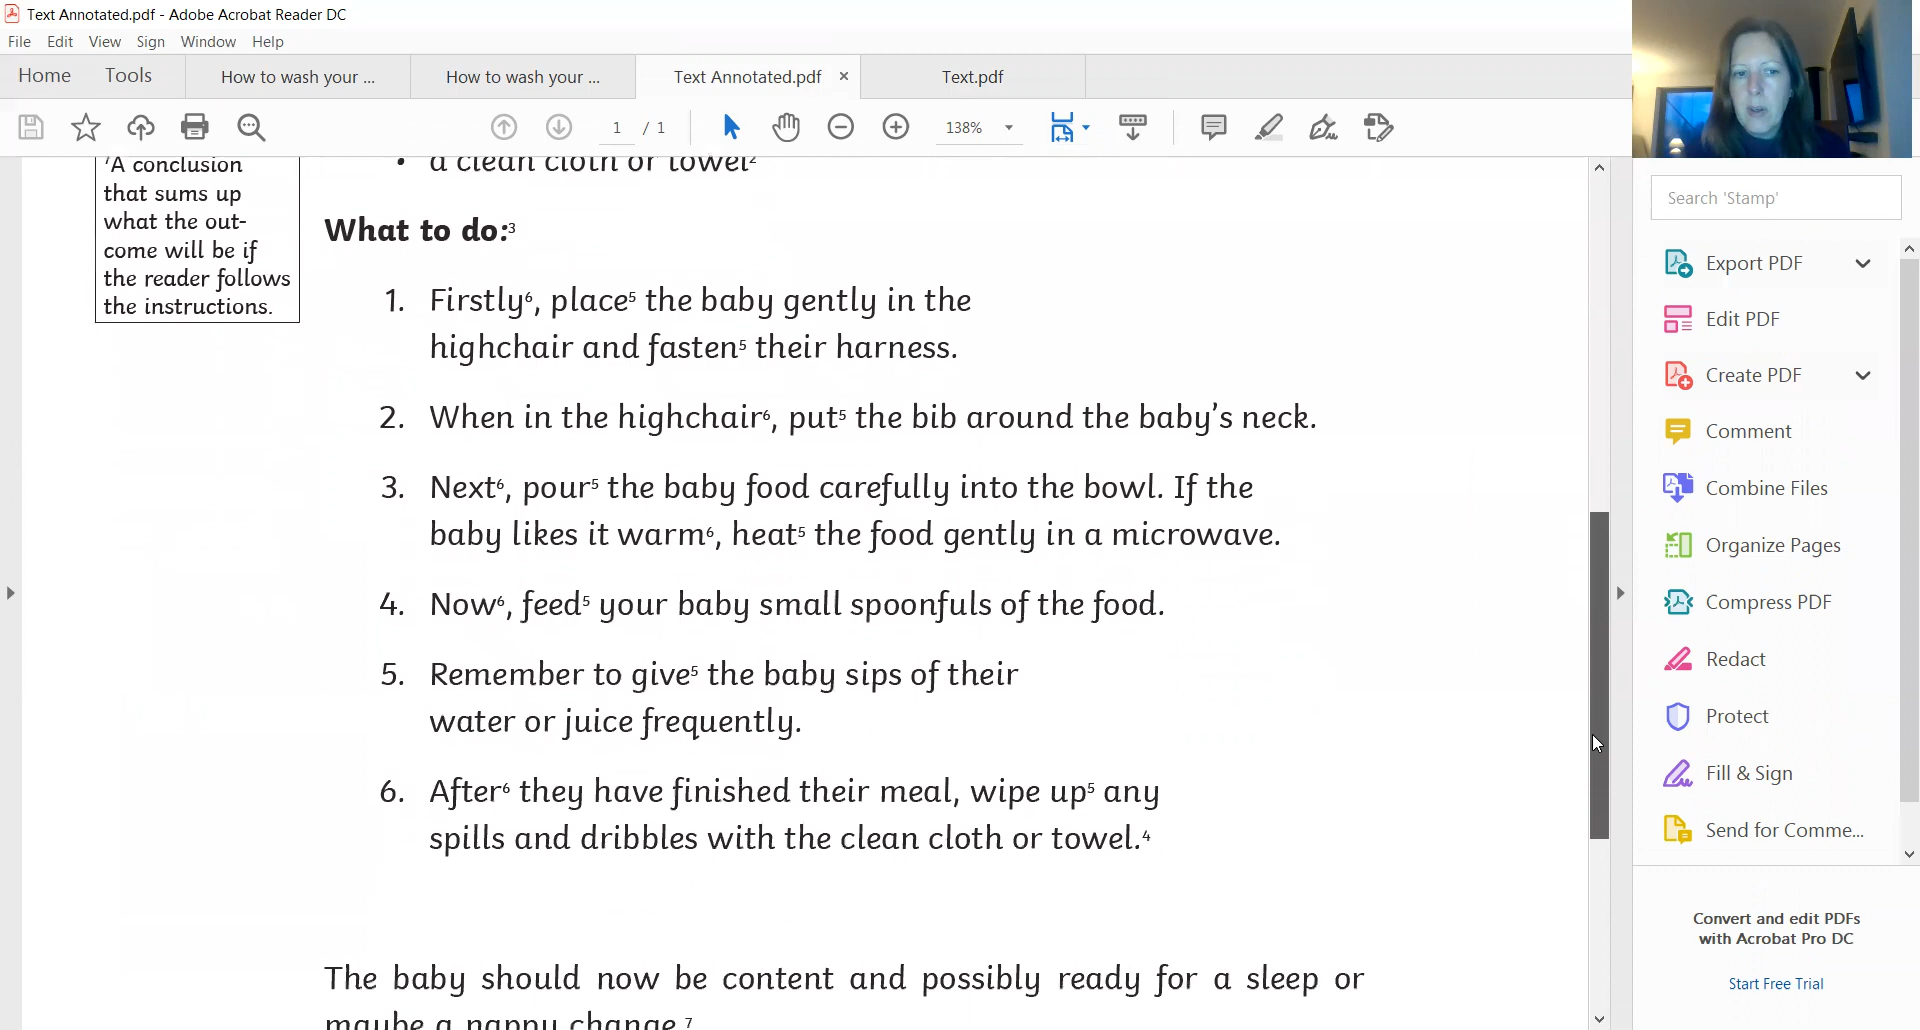 Text Annotated.pdf - Adobe Acrobat Reader DC
File Edit View Sign Window Help
Home Tools How to wash your ... How to wash your ... Text Annotated.pdf × Text.pdf
1 / 1 138%
⁷A conclusion
that sums up
what the out-
come will be if
the reader follows
the instructions.
• a clean cloth or towel²
What to do:³
1. Firstly⁶, place⁵ the baby gently in the
highchair and fasten⁵ their harness.
2. When in the highchair⁶, put⁵ the bib around the baby’s neck.
3. Next⁶, pour⁵ the baby food carefully into the bowl. If the
baby likes it warm⁶, heat⁵ the food gently in a microwave.
4. Now⁶, feed⁵ your baby small spoonfuls of the food.
5. Remember to give⁵ the baby sips of their
water or juice frequently.
6. After⁶ they have finished their meal, wipe up⁵ any
spills and dribbles with the clean cloth or towel.⁴
The baby should now be content and possibly ready for a sleep or
maybe a nappy change.⁷
Search 'Stamp'
Export PDF
Edit PDF
Create PDF
Comment
Combine Files
Organize Pages
Compress PDF
Redact
Protect
Fill & Sign
Send for Comme...
Convert and edit PDFs
with Acrobat Pro DC
Start Free Trial